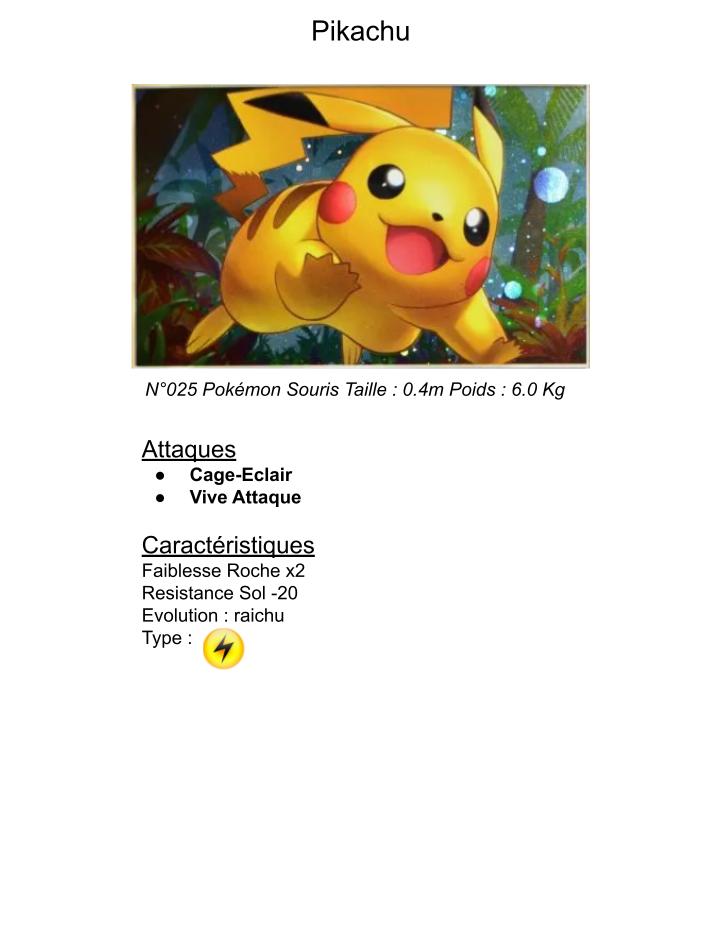 Pikachu
N°025 Pokémon Souris Taille : 0.4m Poids : 6.0 Kg
Attaques
● Cage-Eclair
● Vive Attaque
Caractéristiques
Faiblesse Roche x2
Resistance Sol -20
Evolution : raichu
Type :